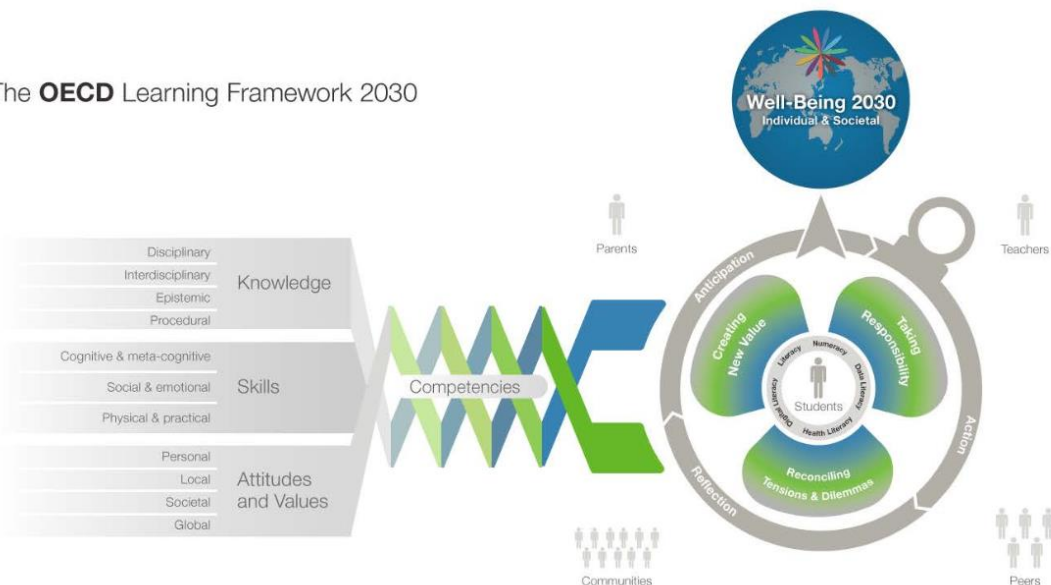 The OECD Learning Framework 2030
Well-Being 2030
Individual & Societal
Parents
Teachers
Disciplinary
Interdisciplinary
Epistemic
Procedural
Knowledge
Cognitive & meta-cognitive
Social & emotional
Physical & practical
Skills
Personal
Local
Societal
Global
Attitudes
and Values
Competencies
Anticipation
Action
Reflection
Creating
New Value
Taking
Responsibility
Reconciling
Tensions & Dilemmas
Literacy
Numeracy
Data Literacy
Health Literacy
Digital Literacy
Students
Communities
Peers